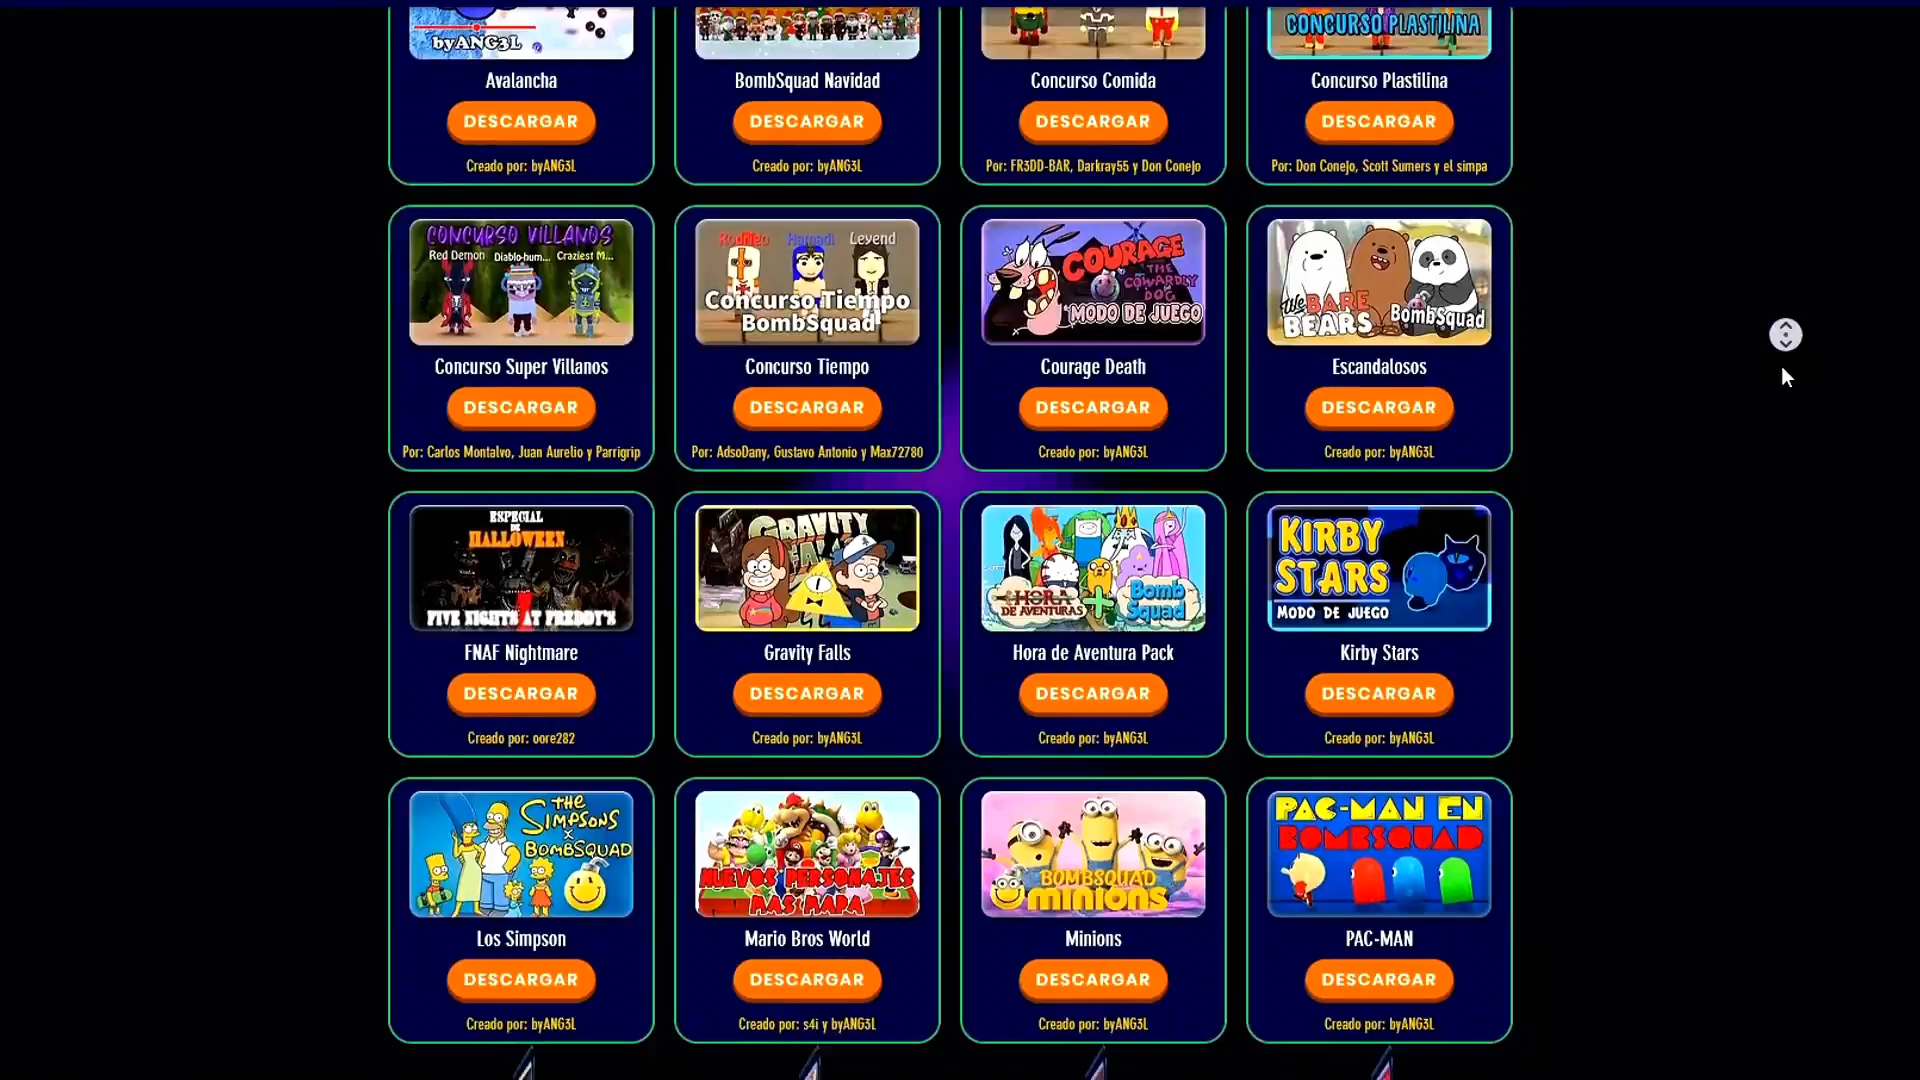 byANG3L
CONCURSO PLASTILINA
Avalancha
BombSquad Navidad
Concurso Comida
Concurso Plastilina
DESCARGAR
DESCARGAR
DESCARGAR
DESCARGAR
Creado por: byANG3L
Creado por: byANG3L
Por: FR3DD-BAR, Darkray55 y Don Conejo
Por: Don Conejo, Scott Sumers y el simpa
CONCURSO VILLANOS
Red Demon
Diablo-hum...
Craziest M...
Rodrigo
Hamadi
Leyend
Concurso Tiempo
BombSquad
COURAGE
THE
COWARDLY
DOG
MODO DE JUEGO
We BARE
BEARS
BombSquad
Concurso Super Villanos
Concurso Tiempo
Courage Death
Escandalosos
DESCARGAR
DESCARGAR
DESCARGAR
DESCARGAR
Por: Carlos Montalvo, Juan Aurelio y Parrigrip
Por: AdsoDany, Gustavo Antonio y Max72780
Creado por: byANG3L
Creado por: byANG3L
ESPECIAL
DE
HALLOWEEN
FIVE NIGHTS AT FREDDY'S
GRAVITY
FALLS
HORA
DE AVENTURAS
+
Bomb
Squad
KIRBY
STARS
MODO DE JUEGO
FNAF Nightmare
Gravity Falls
Hora de Aventura Pack
Kirby Stars
DESCARGAR
DESCARGAR
DESCARGAR
DESCARGAR
Creado por: oore282
Creado por: byANG3L
Creado por: byANG3L
Creado por: byANG3L
THE
SIMPSONS
X
BOMBSQUAD
NUEVOS PERSONAJES
MAS MAPA
BOMBSQUAD
MINIONS
PAC-MAN EN
BOMBSQUAD
Los Simpson
Mario Bros World
Minions
PAC-MAN
DESCARGAR
DESCARGAR
DESCARGAR
DESCARGAR
Creado por: byANG3L
Creado por: s4i y byANG3L
Creado por: byANG3L
Creado por: byANG3L